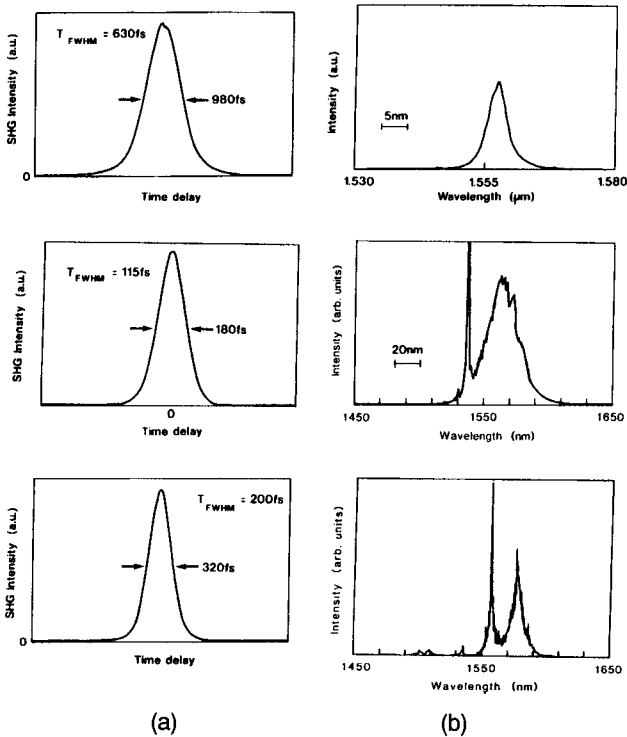 T FWHM = 630fs
980fs
SHG Intensity (a.u.)
0
Time delay
Intensity (a.u.)
5nm
1.530 1.555 1.580
Wavelength (μm)
T FWHM = 115fs
180fs
SHG Intensity (a.u.)
0
0
Time delay
Intensity (arb. units)
20nm
1450 1550 1650
Wavelength (nm)
T FWHM = 200fs
320fs
SHG Intensity (a.u.)
0
Time delay
Intensity (arb. units)
1450 1550 1650
Wavelength (nm)
(a) (b)